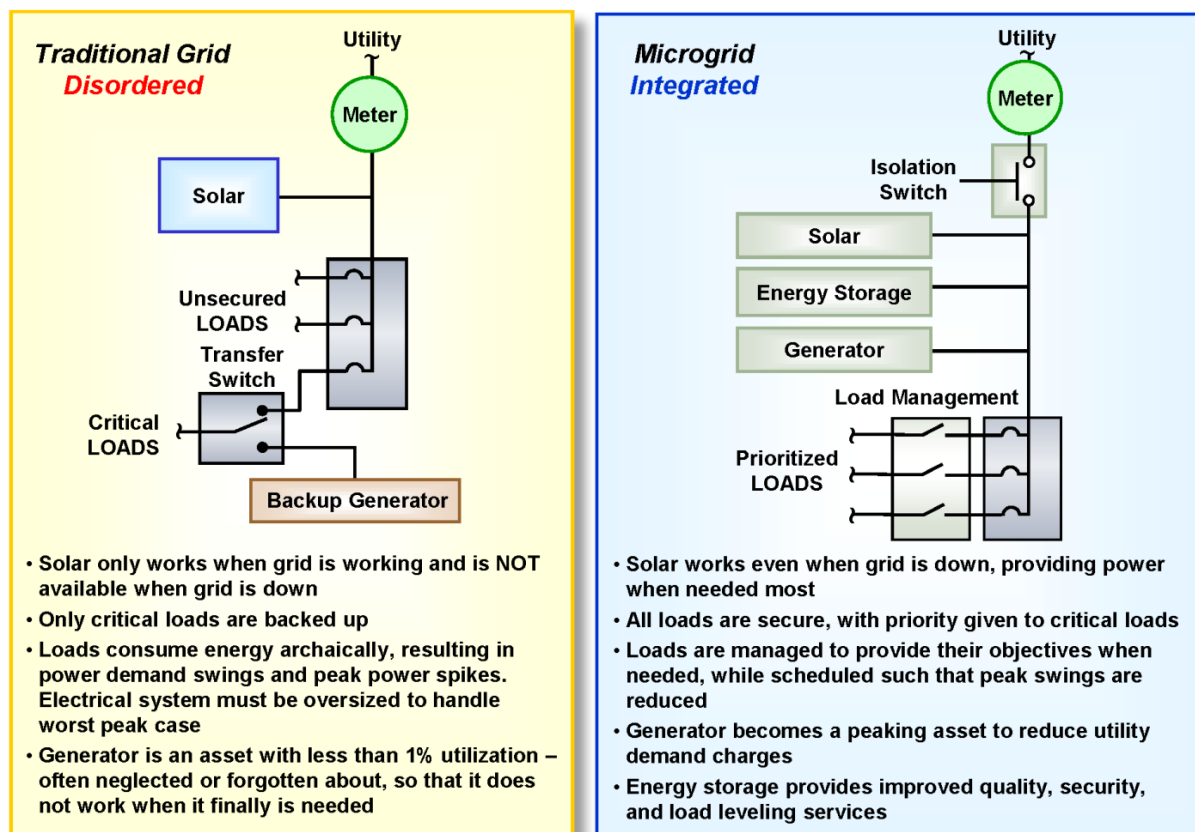 Traditional Grid
Disordered
Utility
Meter
Solar
Unsecured
LOADS
Transfer
Switch
Critical
LOADS
Backup Generator
• Solar only works when grid is working and is NOT
available when grid is down
• Only critical loads are backed up
• Loads consume energy archaically, resulting in
power demand swings and peak power spikes.
Electrical system must be oversized to handle
worst peak case
• Generator is an asset with less than 1% utilization –
often neglected or forgotten about, so that it does
not work when it finally is needed
Microgrid
Integrated
Utility
Meter
Isolation
Switch
Solar
Energy Storage
Generator
Load Management
Prioritized
LOADS
• Solar works even when grid is down, providing power
when needed most
• All loads are secure, with priority given to critical loads
• Loads are managed to provide their objectives when
needed, while scheduled such that peak swings are
reduced
• Generator becomes a peaking asset to reduce utility
demand charges
• Energy storage provides improved quality, security,
and load leveling services